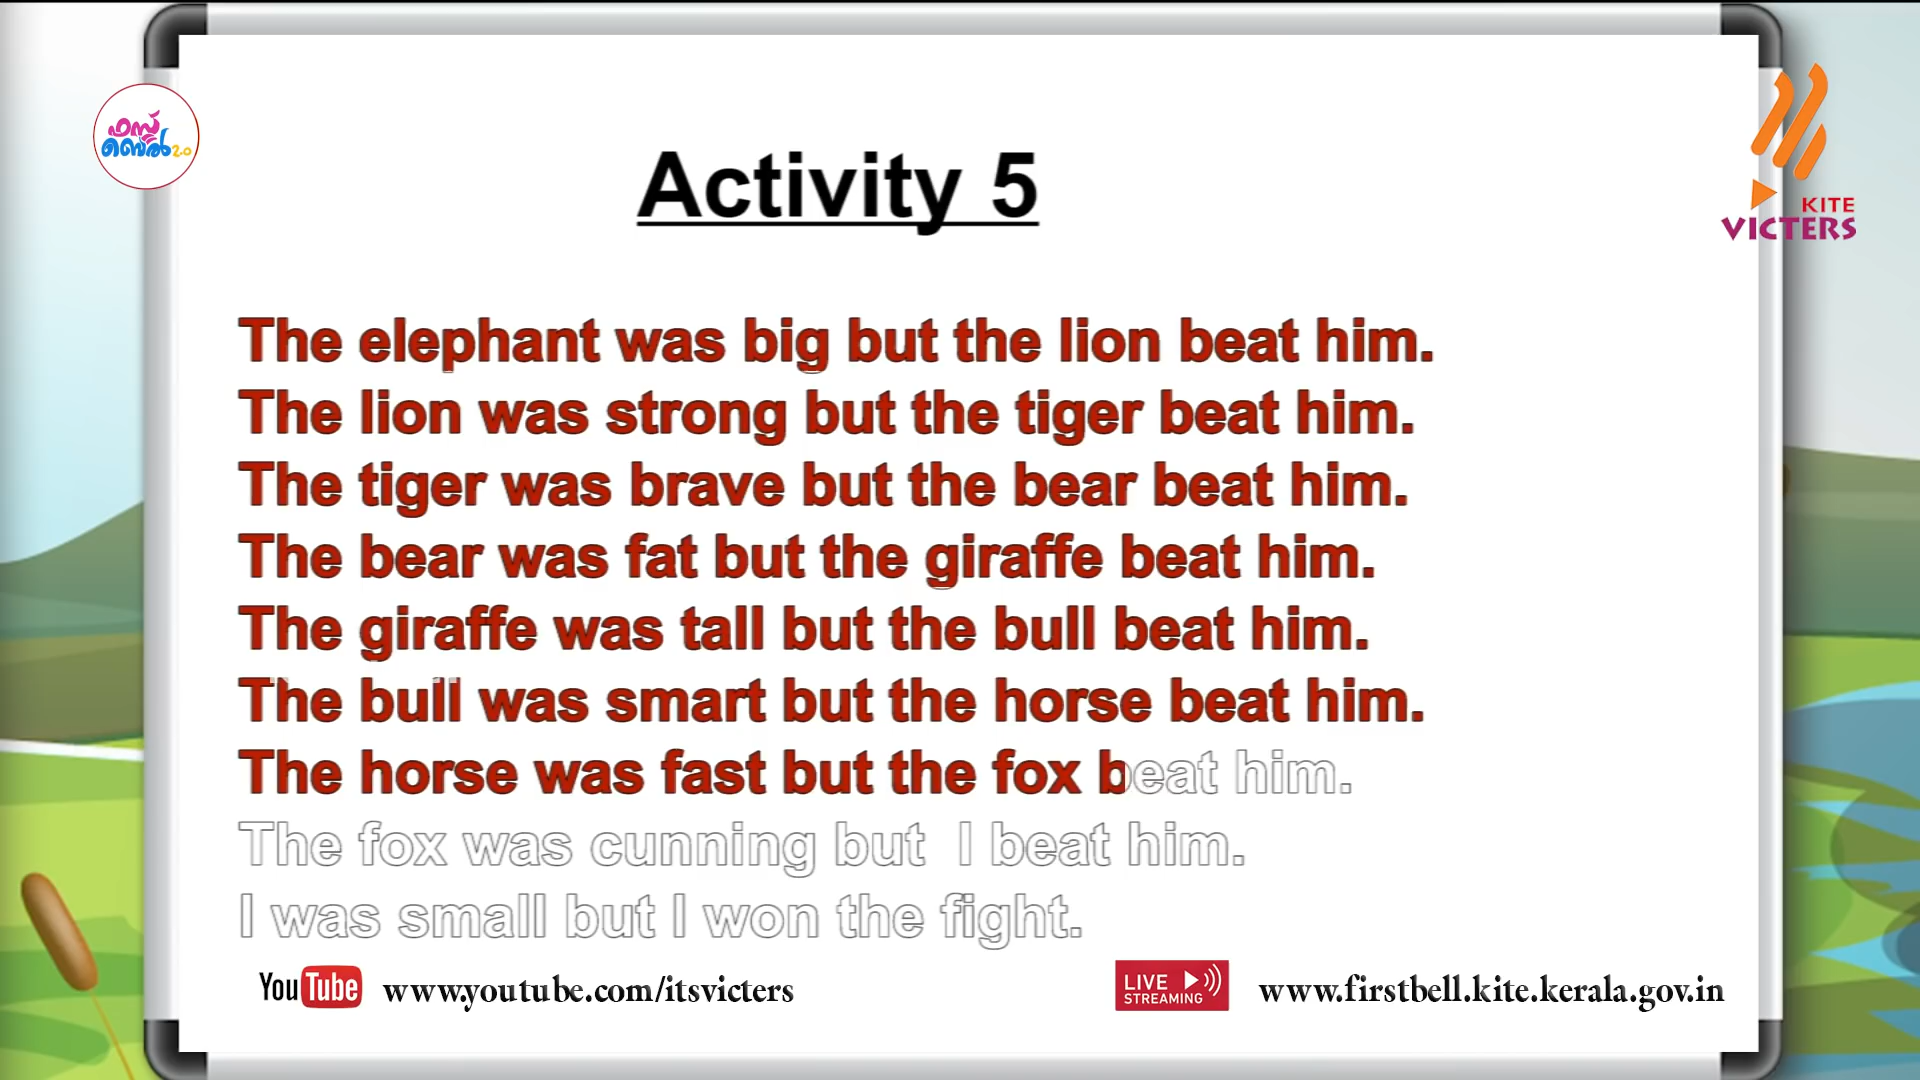 ഫസ്റ്റ്
ബെൽ 2.0
KITE
VICTERS
Activity 5
The elephant was big but the lion beat him.
The lion was strong but the tiger beat him.
The tiger was brave but the bear beat him.
The bear was fat but the giraffe beat him.
The giraffe was tall but the bull beat him.
The bull was smart but the horse beat him.
The horse was fast but the fox beat him.
The fox was cunning but I beat him.
I was small but I won the fight.
YouTube www.youtube.com/itsvicters
LIVE STREAMING www.firstbell.kite.kerala.gov.in